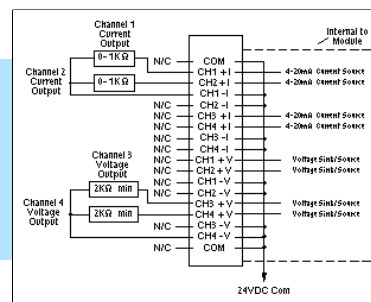 Channel 1
Current
Output
0-1KΩ
Channel 2
Current
Output
0-1KΩ
Internal to
Module
N/C COM
CH1 +I 4-20mA Current Source
CH2 +I 4-20mA Current Source
CH1 -I
N/C CH2 -I
N/C CH3 +I 4-20mA Current Source
N/C CH4 +I 4-20mA Current Source
N/C CH3 -I
N/C CH4 -I
N/C CH1 +V Voltage Sink/Source
N/C CH2 +V Voltage Sink/Source
N/C CH1 -V
N/C CH2 -V
Channel 3
Voltage
Output
2KΩ min
CH3 +V Voltage Sink/Source
Channel 4
Voltage
Output
2KΩ min
CH4 +V Voltage Sink/Source
N/C CH3 -V
CH4 -V
N/C COM
24VDC Com